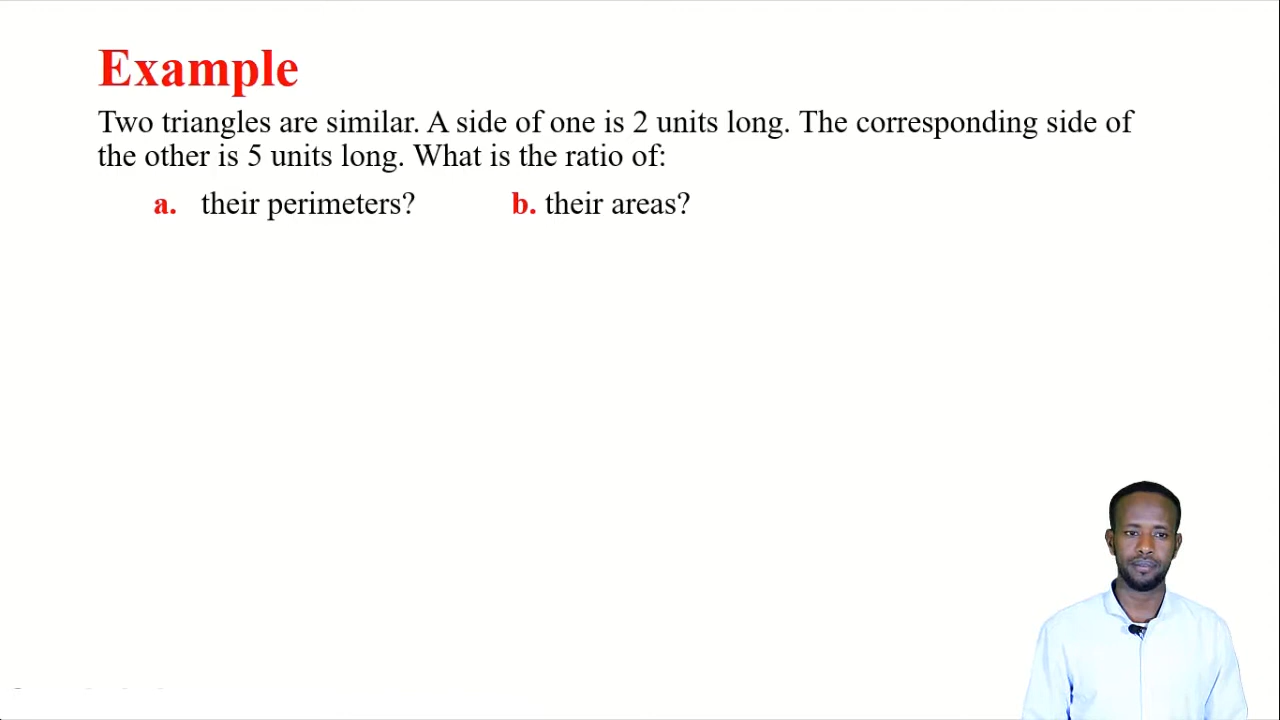 Example
Two triangles are similar. A side of one is 2 units long. The corresponding side of
the other is 5 units long. What is the ratio of:
a. their perimeters? b. their areas?